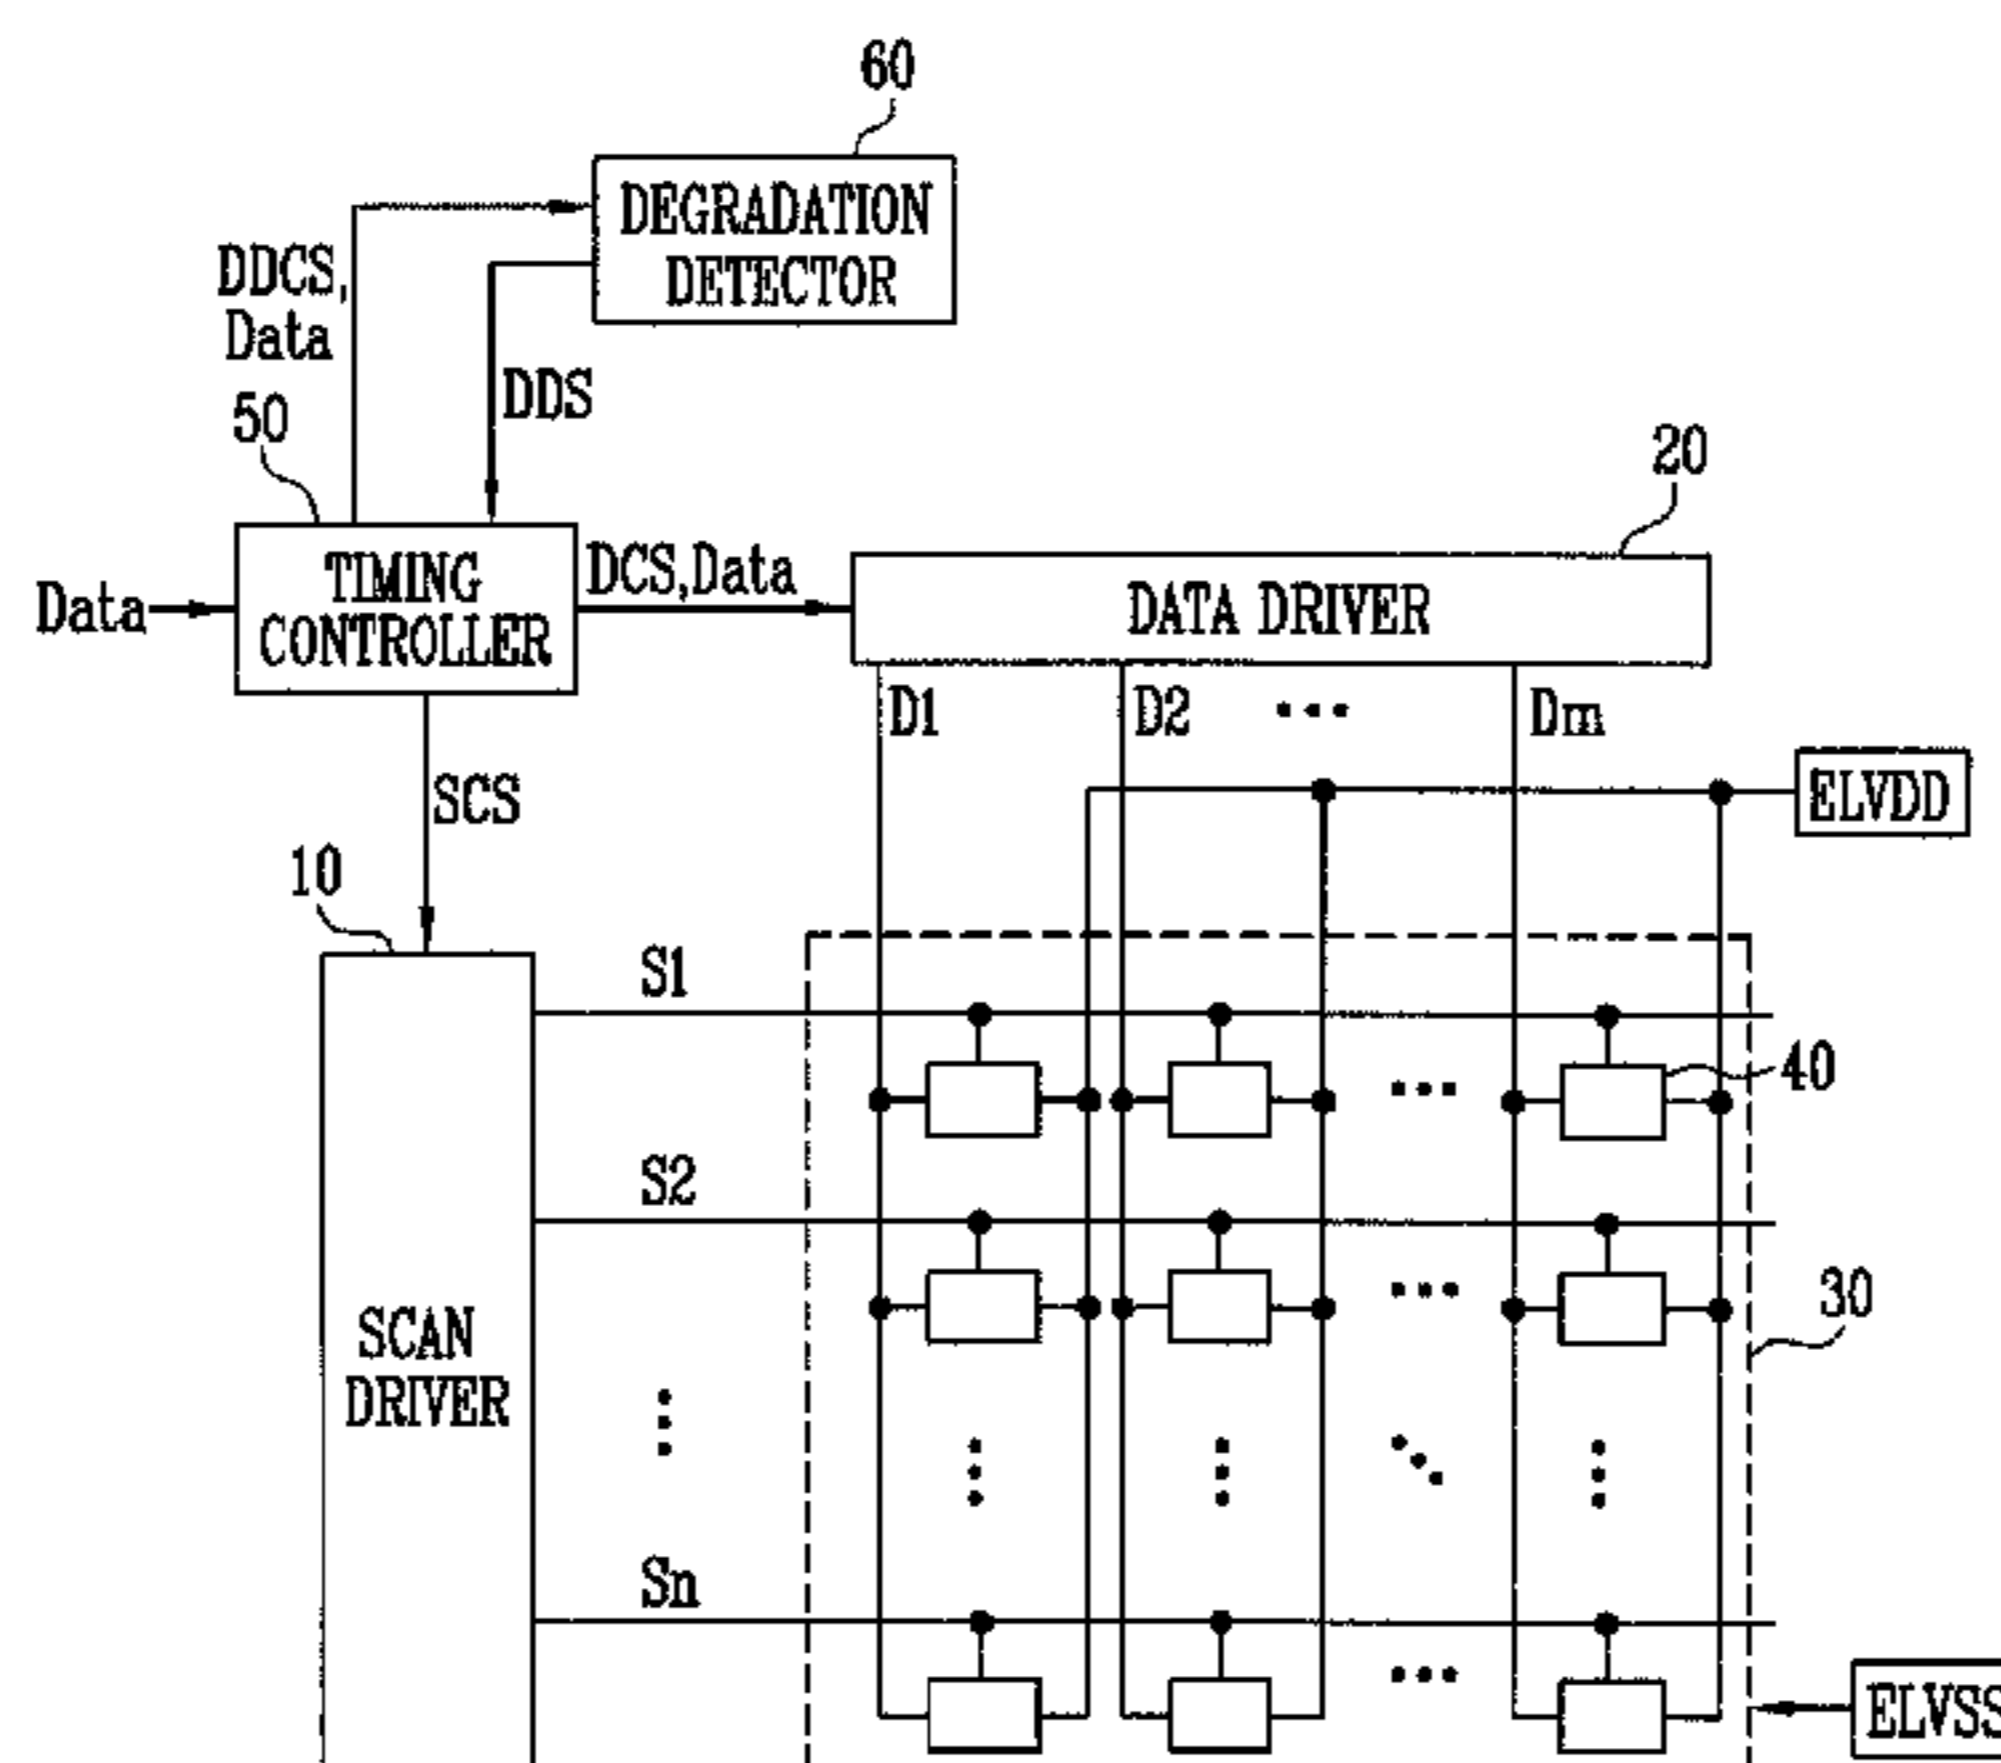 60
DEGRADATION
DETECTOR
DDCS,
Data
DDS
50
20
Data
TIMING
CONTROLLER
DCS,Data
DATA DRIVER
D1
D2
Dm
ELVDD
SCS
10
S1
40
S2
30
SCAN
DRIVER
Sn
ELVSS